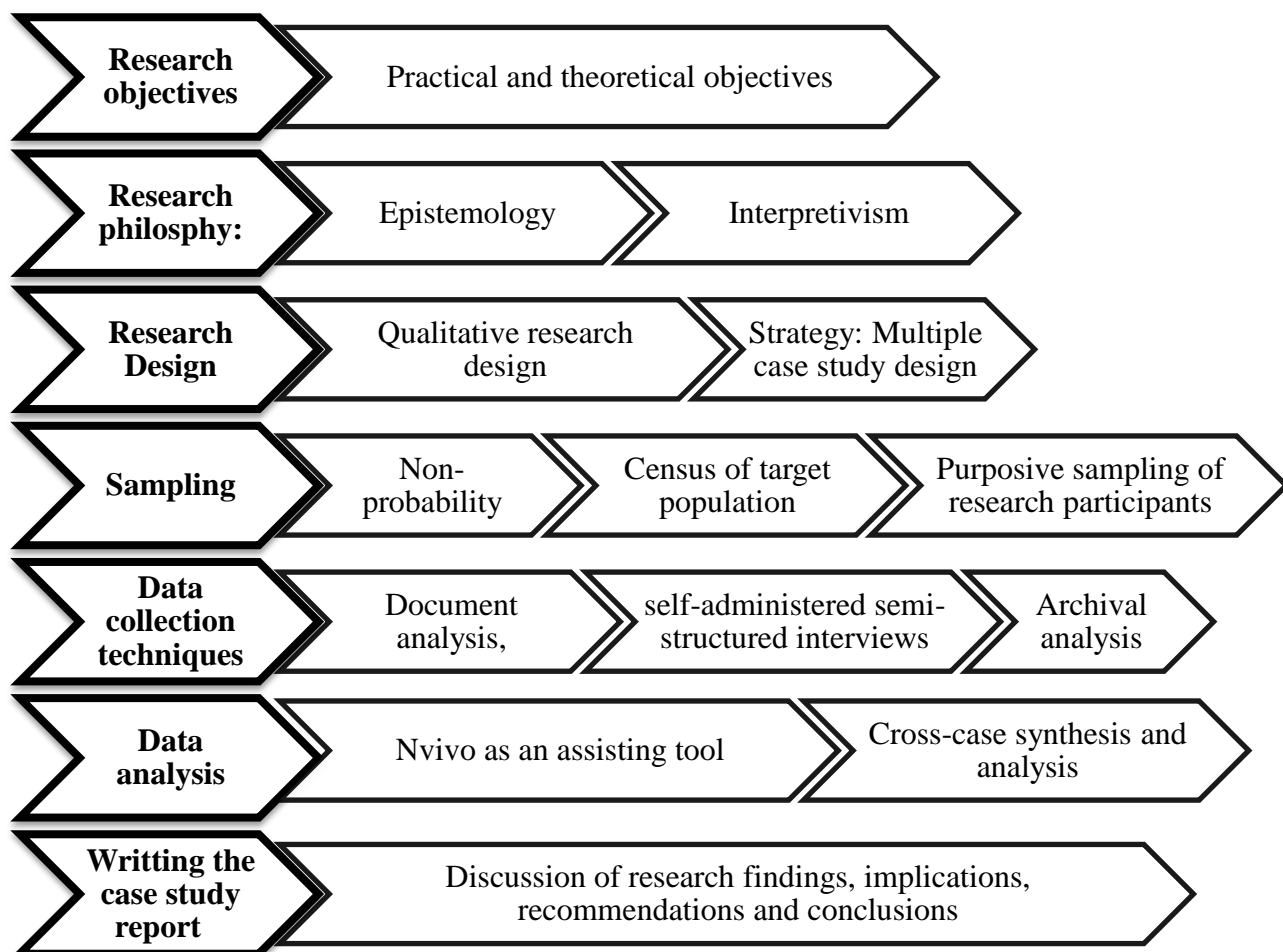 Research
objectives
Practical and theoretical objectives
Research
philosphy:
Epistemology
Interpretivism
Research
Design
Qualitative research
design
Strategy: Multiple
case study design
Sampling
Non-
probability
Census of target
population
Purposive sampling of
research participants
Data
collection
techniques
Document
analysis,
self-administered semi-
structured interviews
Archival
analysis
Data
analysis
Nvivo as an assisting tool
Cross-case synthesis and
analysis
Writting the
case study
report
Discussion of research findings, implications,
recommendations and conclusions